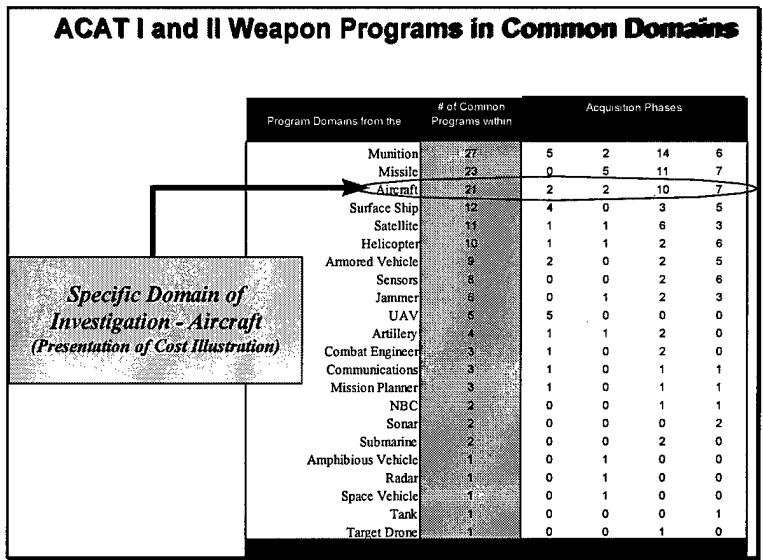 ACAT I and II Weapon Programs in Common Domains
Program Domains from the # of Common Programs within Acquisition Phases
Munition 27 5 2 14 6
Missile 23 0 5 11 7
Aircraft 21 2 2 10 7
Surface Ship 12 4 0 3 5
Satellite 11 1 1 6 3
Helicopter 10 1 1 2 6
Armored Vehicle 9 2 0 2 5
Sensors 8 0 0 2 6
Jammer 6 0 1 2 3
UAV 5 5 0 0 0
Artillery 4 1 1 2 0
Combat Engineer 3 1 0 2 0
Communications 3 1 0 1 1
Mission Planner 3 1 0 1 1
NBC 2 0 0 1 1
Sonar 2 0 0 0 2
Submarine 2 0 0 2 0
Amphibious Vehicle 1 0 1 0 0
Radar 1 0 1 0 0
Space Vehicle 1 0 1 0 0
Tank 1 0 0 0 1
Target Drone 1 0 0 1 0
Specific Domain of
Investigation - Aircraft
(Presentation of Cost Illustration)